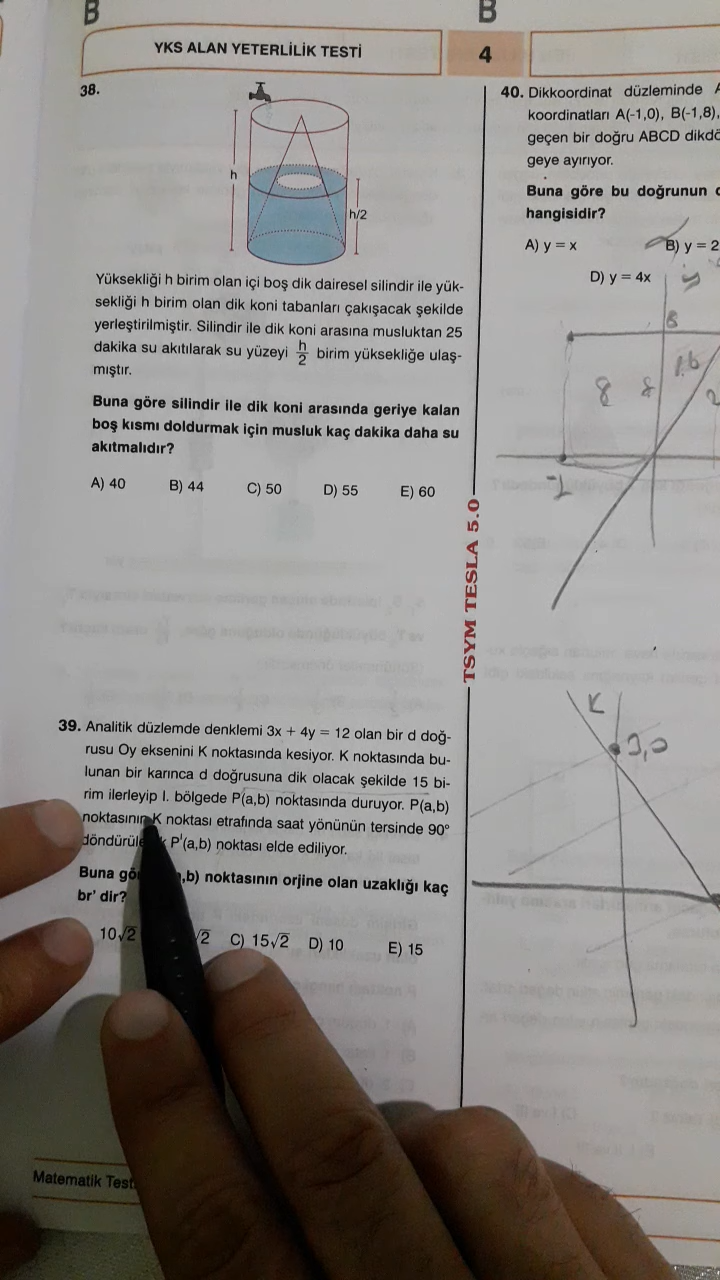 B
B
YKS ALAN YETERLİLİK TESTİ
4
38.
h
h/2
Yüksekliği h birim olan içi boş dik dairesel silindir ile yük-
sekliği h birim olan dik koni tabanları çakışacak şekilde
yerleştirilmiştir. Silindir ile dik koni arasına musluktan 25
dakika su akıtılarak su yüzeyi h/2 birim yüksekliğe ulaş-
mıştır.
Buna göre silindir ile dik koni arasında geriye kalan
boş kısmı doldurmak için musluk kaç dakika daha su
akıtmalıdır?
A) 40 B) 44 C) 50 D) 55 E) 60
39. Analitik düzlemde denklemi 3x + 4y = 12 olan bir d doğ-
rusu Oy eksenini K noktasında kesiyor. K noktasında bu-
lunan bir karınca d doğrusuna dik olacak şekilde 15 bi-
rim ilerleyip I. bölgede P(a,b) noktasında duruyor. P(a,b)
noktasının K noktası etrafında saat yönünün tersinde 90°
P'(a,b) noktası elde ediliyor.
Buna ,b) noktasının orjine olan uzaklığı kaç
br' dir?
10√2 √2 C) 15√2 D) 10 E) 15
Matematik
TSYM TESLA 5.0
40. Dikkoordinat düzleminde
koordinatları A(-1,0), B(-1,8),
geçen bir doğru ABCD
geye ayırıyor.
Buna göre bu doğrunun
hangisidir?
A) y = x B) y = 2
D) y = 4x
8
8
8
16
-1
K
3,0